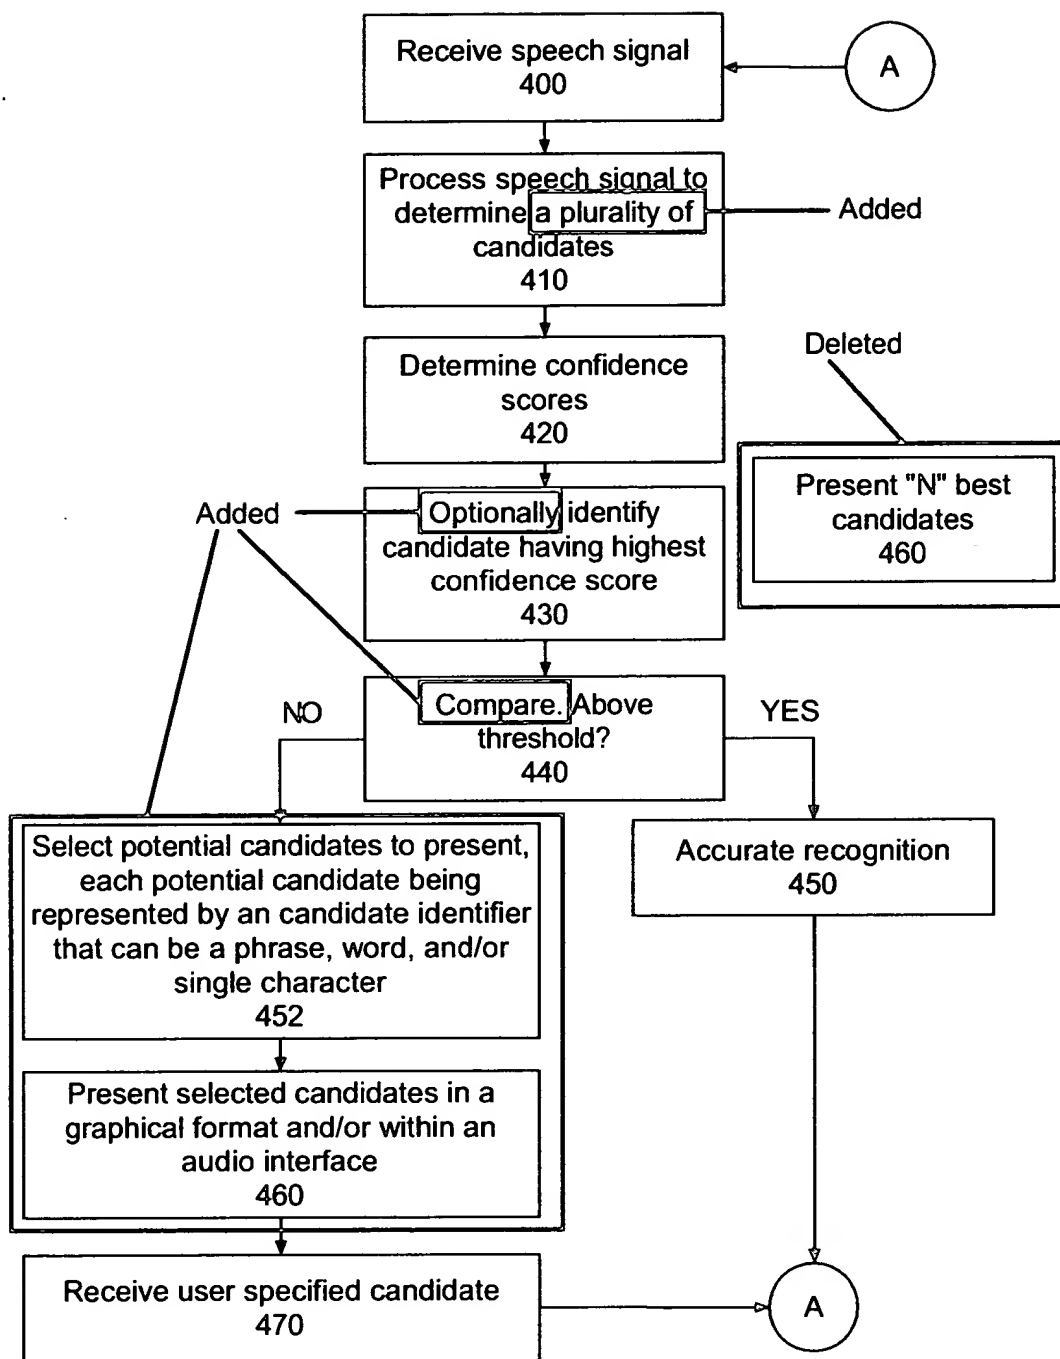 Receive speech signal
400
A
Process speech signal to
determine a plurality of
candidates
410
Added
Determine confidence
scores
420
Deleted
Present "N" best
candidates
460
Added
Optionally identify
candidate having highest
confidence score
430
NO
Compare. Above
threshold?
440
YES
Select potential candidates to present,
each potential candidate being
represented by an candidate identifier
that can be a phrase, word, and/or
single character
452
Accurate recognition
450
Present selected candidates in a
graphical format and/or within an
audio interface
460
Receive user specified candidate
470
A